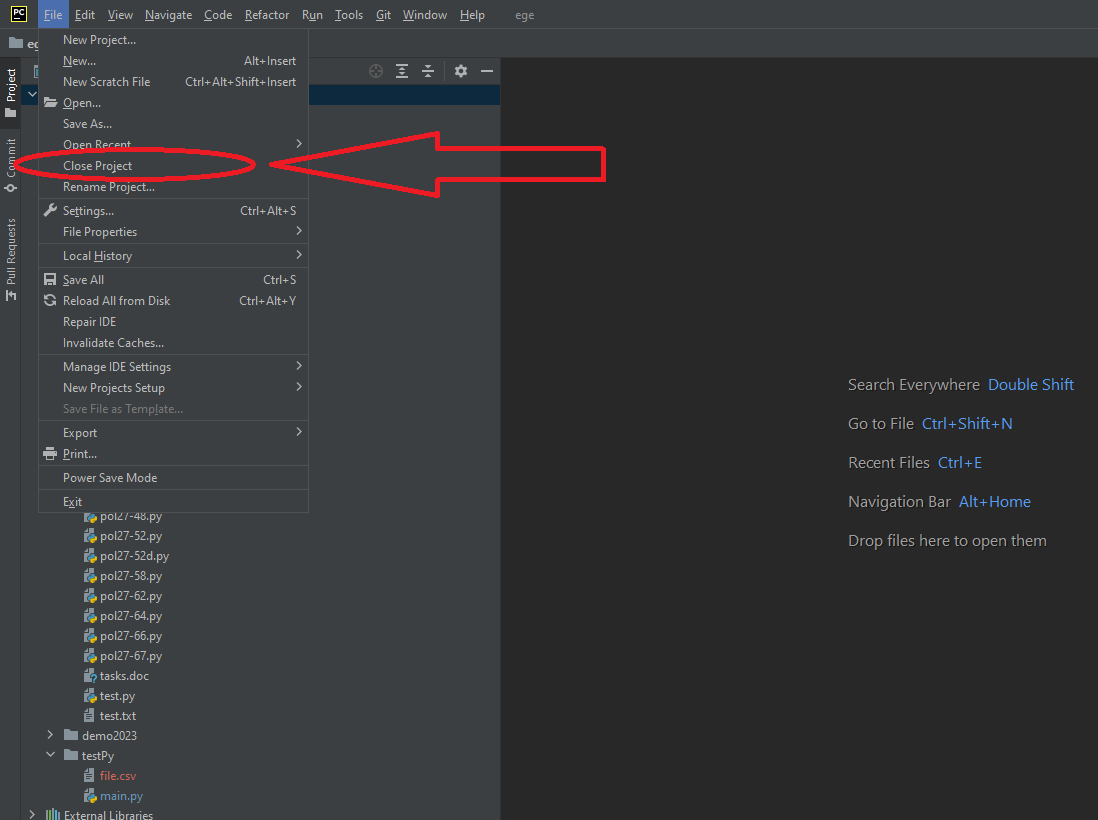 PC File Edit View Navigate Code Refactor Run Tools Git Window Help ege
eg
New Project...
New... Alt+Insert
New Scratch File Ctrl+Alt+Shift+Insert
Open...
Save As...
Open Recent
Close Project
Rename Project...
Settings... Ctrl+Alt+S
File Properties
Local History
Save All Ctrl+S
Reload All from Disk Ctrl+Alt+Y
Repair IDE
Invalidate Caches...
Manage IDE Settings
New Projects Setup
Save File as Template...
Export
Print...
Power Save Mode
Exit
Project
Commit
Pull Requests
pol27-48.py
pol27-52.py
pol27-52d.py
pol27-58.py
pol27-62.py
pol27-64.py
pol27-66.py
pol27-67.py
tasks.doc
test.py
test.txt
demo2023
testPy
file.csv
main.py
External Libraries
Search Everywhere Double Shift
Go to File Ctrl+Shift+N
Recent Files Ctrl+E
Navigation Bar Alt+Home
Drop files here to open them